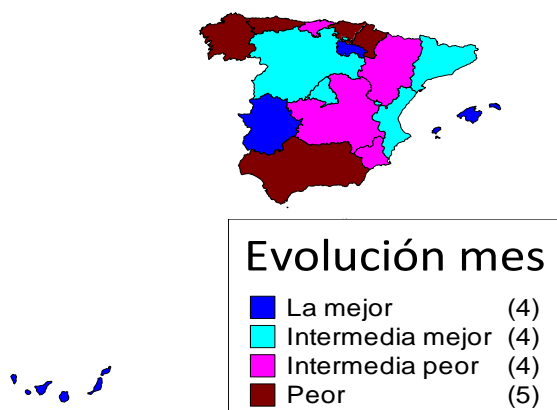 Evolución mes
La mejor (4)
Intermedia mejor (4)
Intermedia peor (4)
Peor (5)